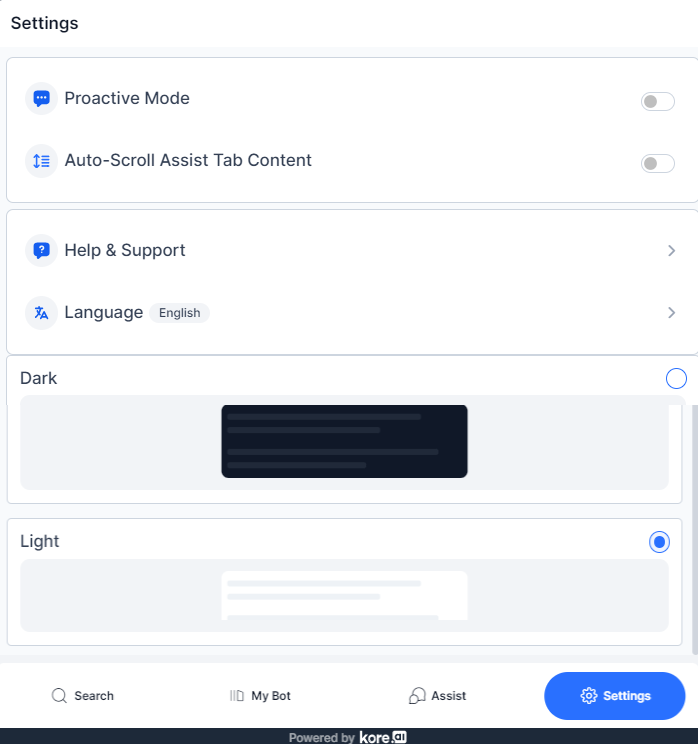 Settings
Proactive Mode
Auto-Scroll Assist Tab Content
Help & Support
Language English
Dark
Light
Search My Bot Assist Settings
Powered by kore.ai